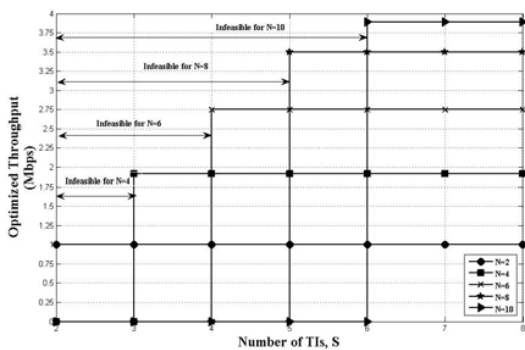 4
3.75
3.5
3.25
3
2.75
2.5
2.25
2
1.75
1.5
1.25
1
0.75
0.5
0.25
0
Optimized Throughput
(Mbps)
Infeasible for N=10
Infeasible for N=8
Infeasible for N=6
Infeasible for N=4
N=2
N=4
N=6
N=8
N=10
2
3
4
5
6
7
8
Number of TIs, S